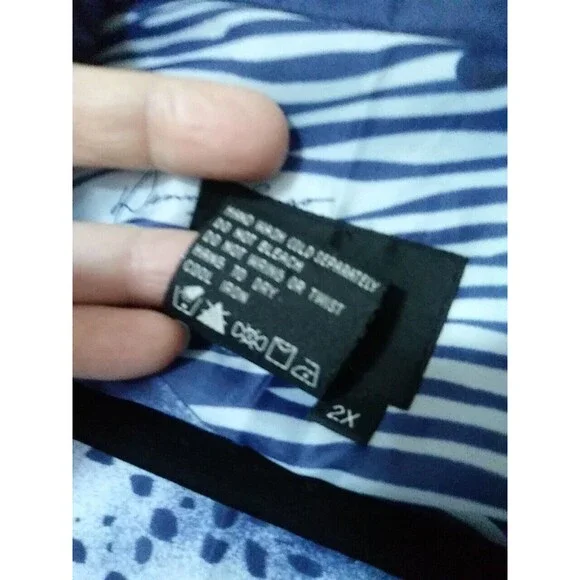 HAND WASH COLD SEPARATELY
DO NOT BLEACH
DO NOT WRING OR TWIST
HANG TO DRY
COOL IRON
2X